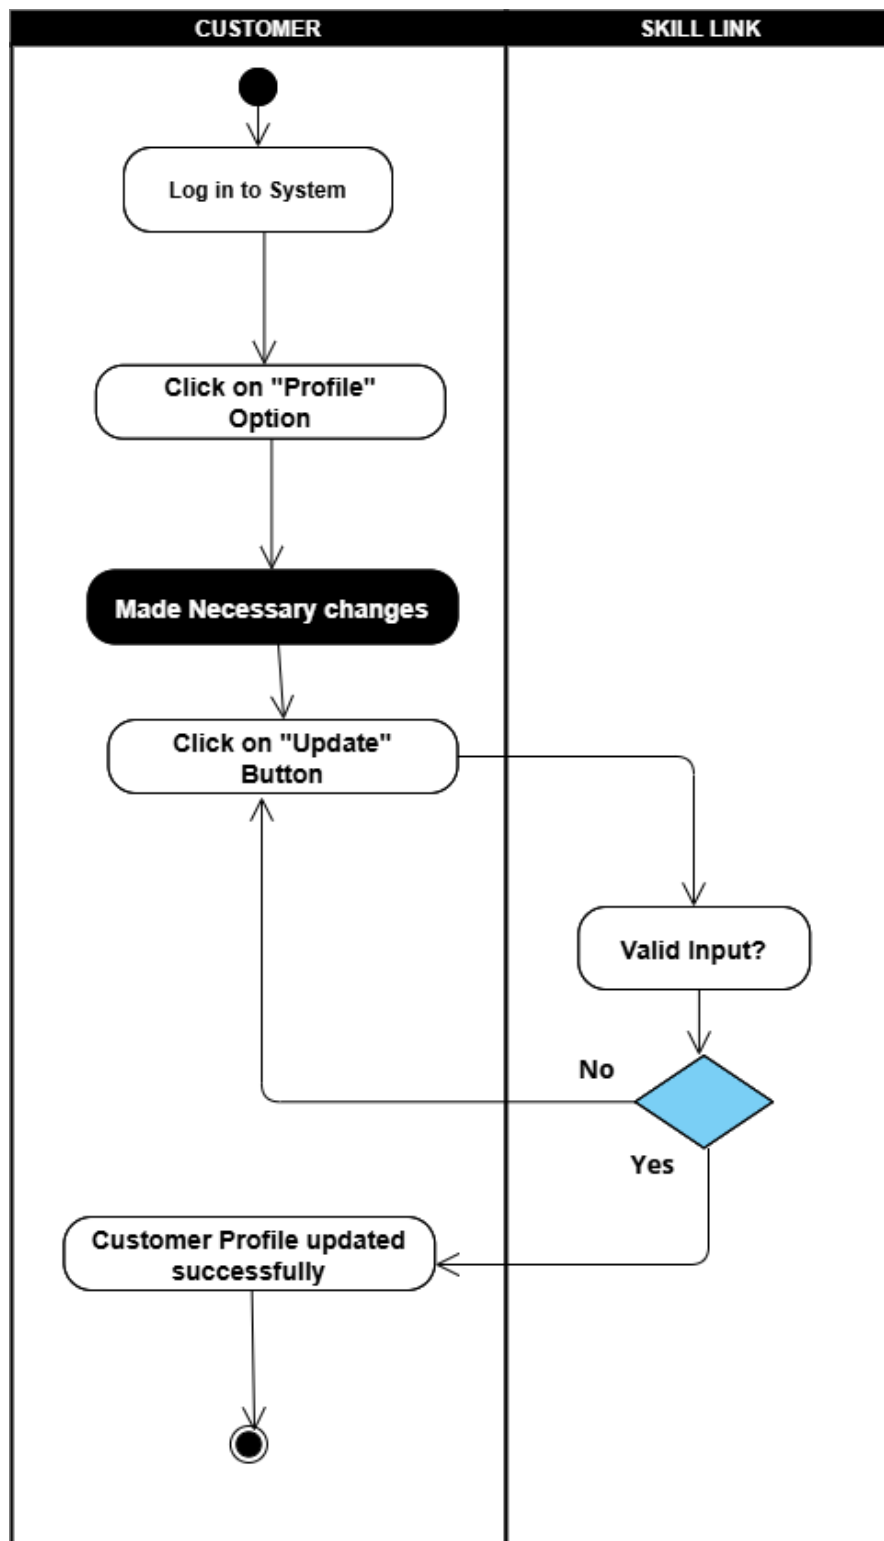 CUSTOMER
SKILL LINK
Log in to System
Click on "Profile"
Option
Made Necessary changes
Click on "Update"
Button
Valid Input?
No
Yes
Customer Profile updated
successfully